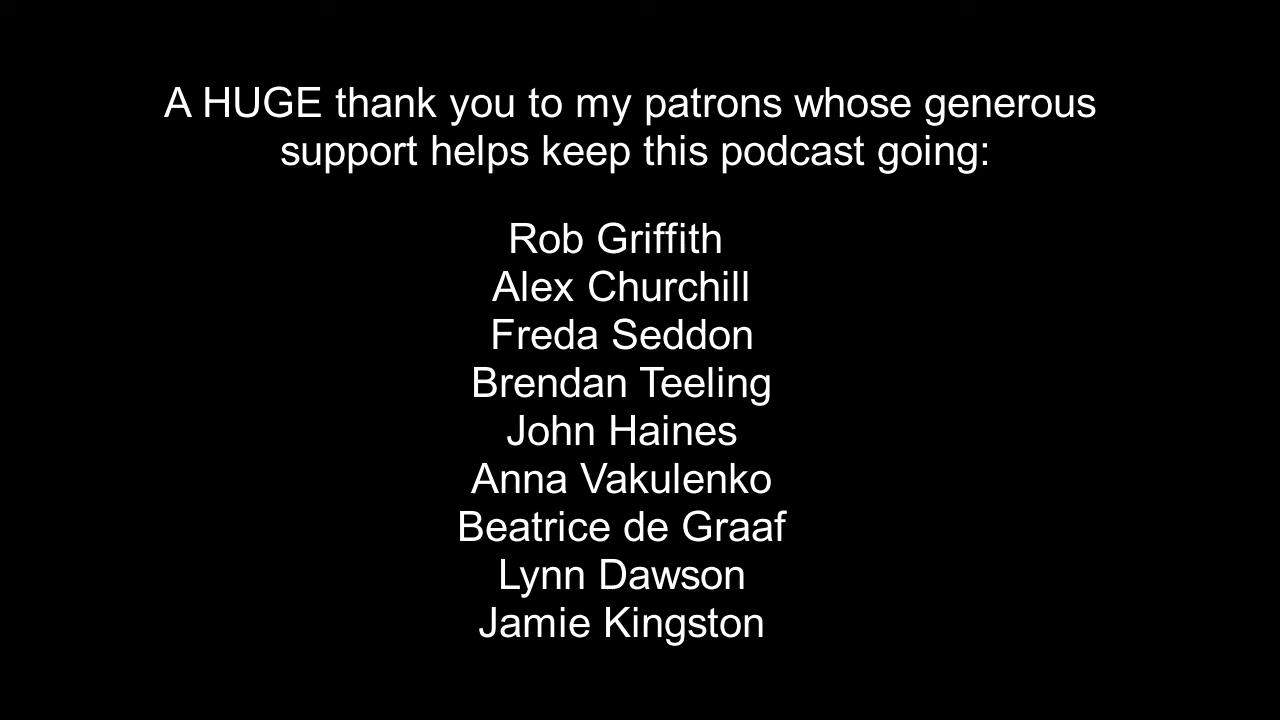 A HUGE thank you to my patrons whose generous
support helps keep this podcast going:
Rob Griffith
Alex Churchill
Freda Seddon
Brendan Teeling
John Haines
Anna Vakulenko
Beatrice de Graaf
Lynn Dawson
Jamie Kingston